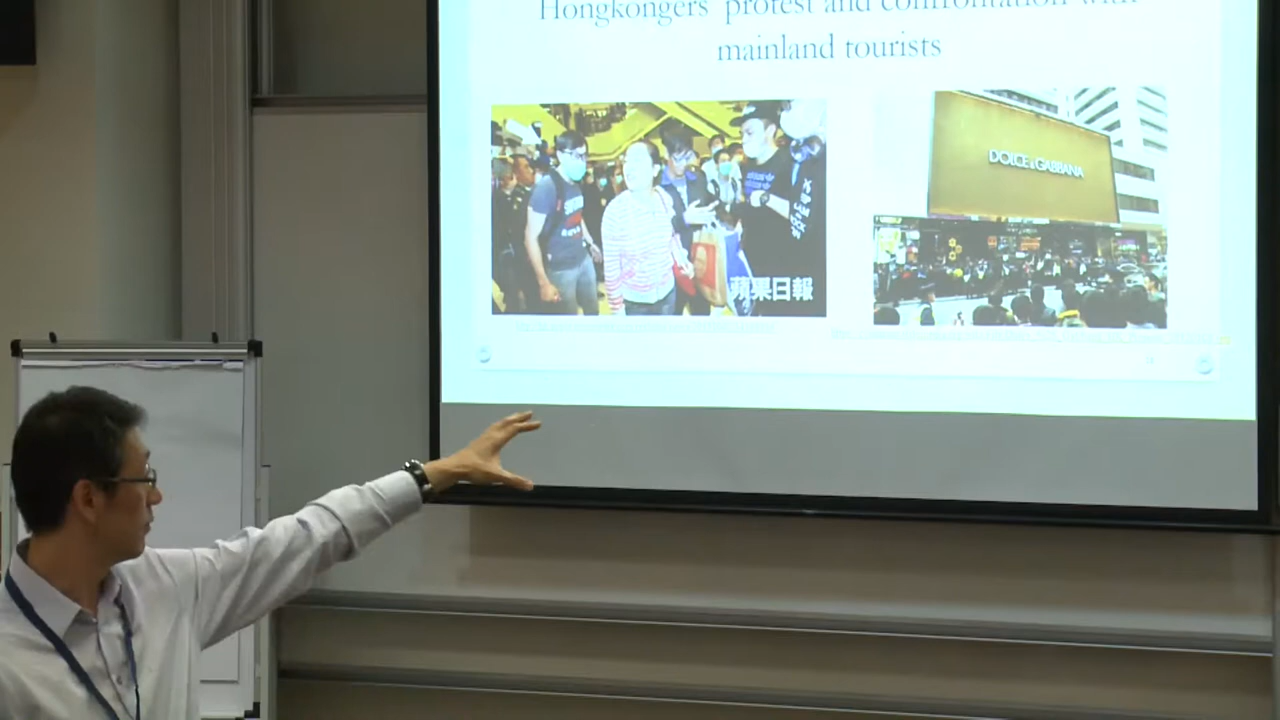 Hongkongers' protest and confrontation with
mainland tourists
DOLCE & GABBANA
蘋果日報